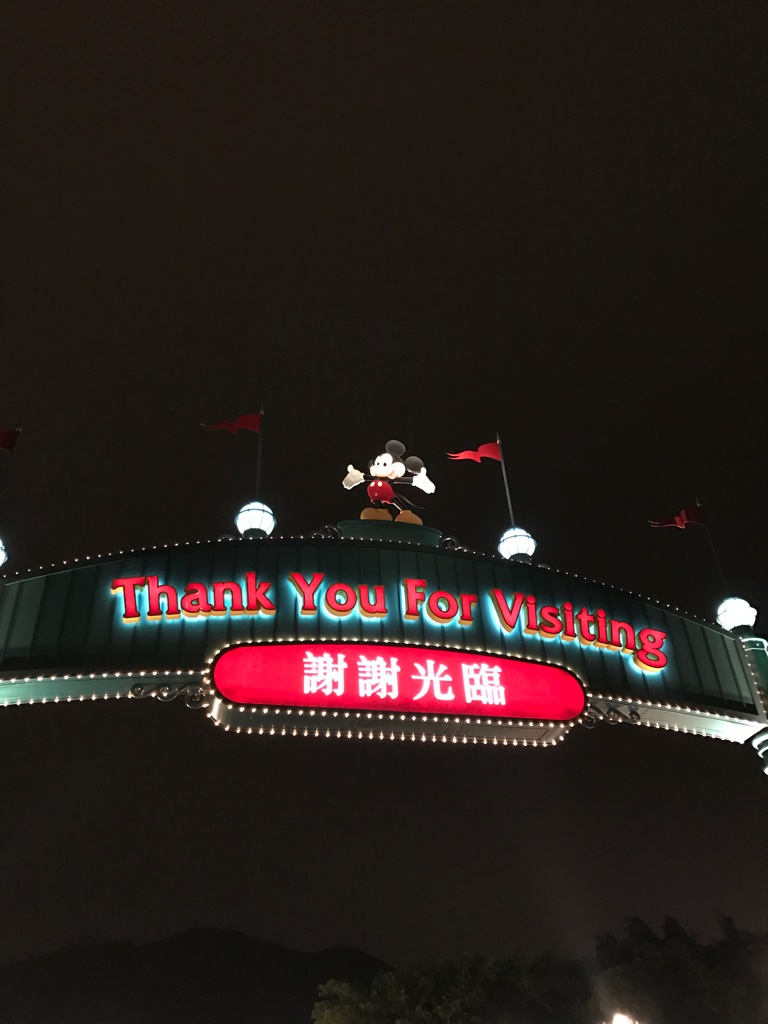 Thank You For Visiting
謝謝光臨